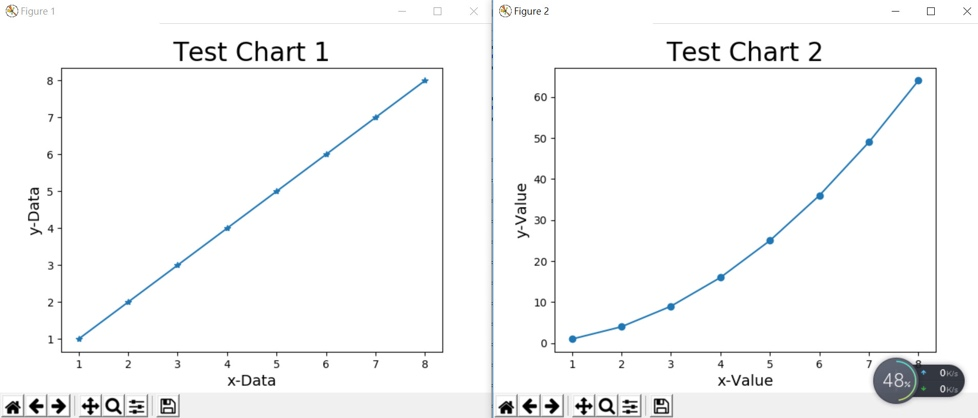 Figure 1
Test Chart 1
8
7
6
5
4
3
2
1
y-Data
1 2 3 4 5 6 7 8
x-Data
Figure 2
Test Chart 2
60
50
40
30
20
10
0
y-Value
1 2 3 4 5 6 7 8
x-Value
48%
0K/s
0K/s